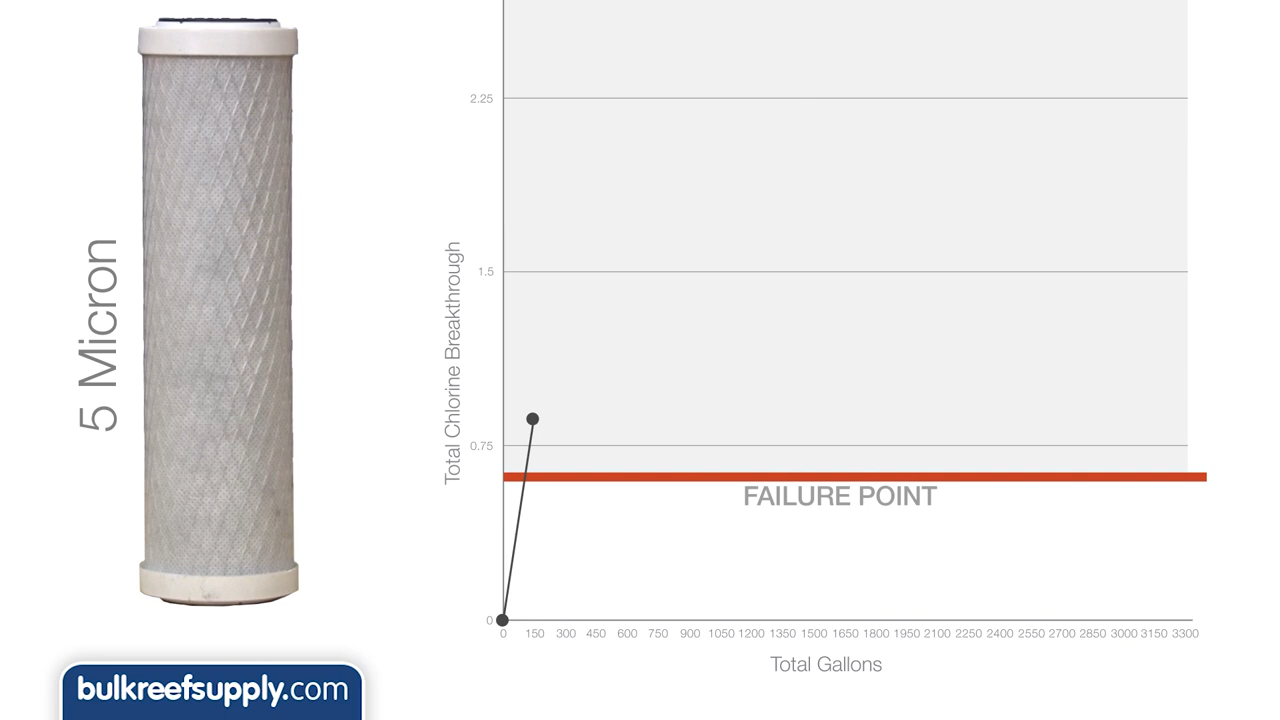 5 Micron
bulkreefsupply.com
Total Chlorine Breakthrough
2.25
1.5
0.75
0
FAILURE POINT
0 150 300 450 600 750 900 1050 1200 1350 1500 1650 1800 1950 2100 2250 2400 2550 2700 2850 3000 3150 3300
Total Gallons